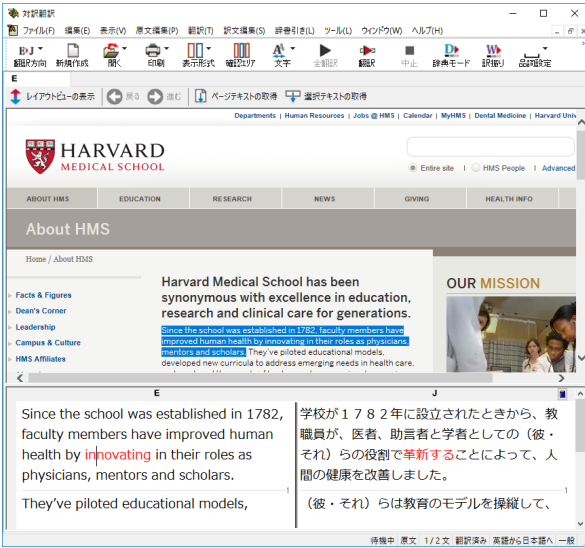 対訳翻訳
ファイル(F) 編集(E) 表示(V) 原文編集(P) 翻訳(T) 訳文編集(S) 辞書引き(L) ツール(L) ウィンドウ(W) ヘルプ(H)
E›J
翻訳方向 新規作成 開く 印刷 表示形式 確認エリア 文字 全翻訳 翻訳 中止 辞書モード 訳振り 品詞設定
E
レイアウトビューの表示 戻る 進む ページテキストの取得 選択テキストの取得
Departments | Human Resources | Jobs @ HMS | Calendar | MyHMS | Dental Medicine | Harvard Univ
HARVARD
MEDICAL SCHOOL
Entire site | HMS People | Advanced
ABOUT HMS EDUCATION RESEARCH NEWS GIVING HEALTH INFO
About HMS
Home / About HMS
Facts & Figures
Dean's Corner
Leadership
Campus & Culture
HMS Affiliates
Harvard Medical School has been
synonymous with excellence in education,
research and clinical care for generations.
Since the school was established in 1782, faculty members have
improved human health by innovating in their roles as physicians,
mentors and scholars. They've piloted educational models,
developed new curricula to address emerging needs in health care,
OUR MISSION
E J
Since the school was established in 1782,
faculty members have improved human
health by innovating in their roles as
physicians, mentors and scholars.
1
They've piloted educational models,
学校が１７８２年に設立されたときから、教
職員が、医者、助言者と学者としての（彼・
それ）らの役割で革新することによって、人
間の健康を改善しました。
1
（彼・それ）らは教育のモデルを操縦して、
待機中 原文 1/2文 翻訳済み 英語から日本語へ 一般